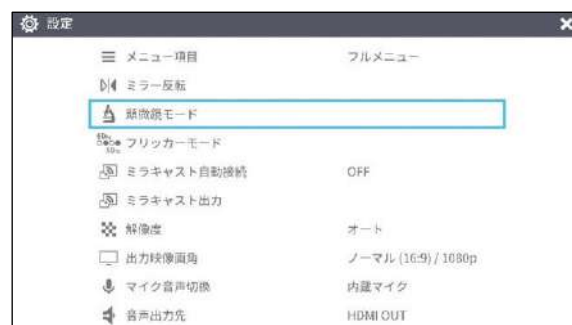 設定
メニュー項目 フルメニュー
ミラー反転
顕微鏡モード
フリッカーモード
ミラキャスト自動接続 OFF
ミラキャスト出力
解像度 オート
出力映像画角 ノーマル (16:9) / 1080p
マイク音声切換 内蔵マイク
音声出力先 HDMI OUT